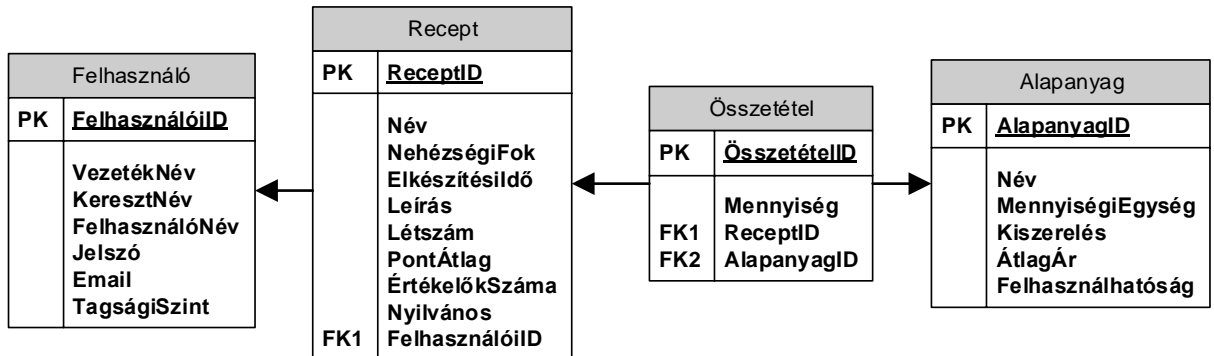 Felhasználó
PK FelhasználóiID
VezetékNév
KeresztNév
FelhasználóNév
Jelszó
Email
TagságiSzint
Recept
PK ReceptID
Név
NehézségiFok
ElkészítésiIdő
Leírás
Létszám
PontÁtlag
ÉrtékelőkSzáma
Nyilvános
FK1 FelhasználóiID
Összetétel
PK ÖsszetételID
Mennyiség
FK1 ReceptID
FK2 AlapanyagID
Alapanyag
PK AlapanyagID
Név
MennyiségiEgység
Kiszerelés
ÁtlagÁr
Felhasználhatóság